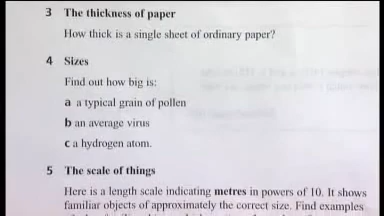 3 The thickness of paper
How thick is a single sheet of ordinary paper?
4 Sizes
Find out how big is:
a a typical grain of pollen
b an average virus
c a hydrogen atom.
5 The scale of things
Here is a length scale indicating metres in powers of 10. It shows
familiar objects of approximately the correct size. Find examples